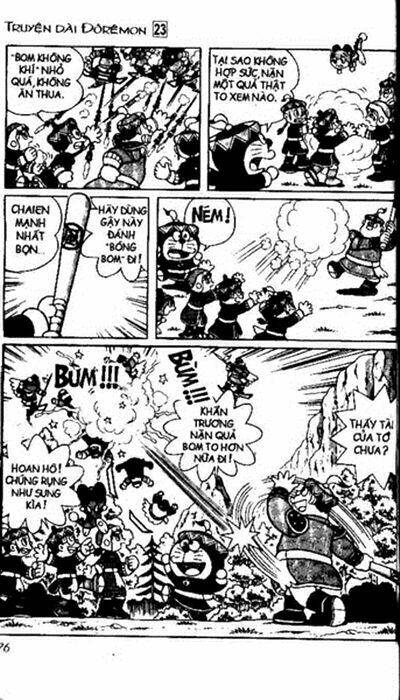 TRUYỆN DÀI ĐÔRÊMON 23
"BOM KHÔNG
KHÍ" NHỎ
QUÁ, KHÔNG
ĂN THUA.
TẠI SAO KHÔNG
HỢP SỨC, NẶN
MỘT QUẢ THẬT
TO XEM NÀO.
CHAIEN
MẠNH
NHẤT
BỌN...
HÃY DÙNG
GẬY NÀY
ĐÁNH
"BÓNG
BOM" ĐI!
NÉM!
BÙM!!!
BÙM!!!
KHẨN
TRƯƠNG
NẶN QUẢ
BOM TO HƠN
NỮA ĐI!
THẤY TÀI
CỦA TỚ
CHƯA?
HOAN HÔ!
CHÚNG RỤNG
NHƯ SUNG
KÌA!
96